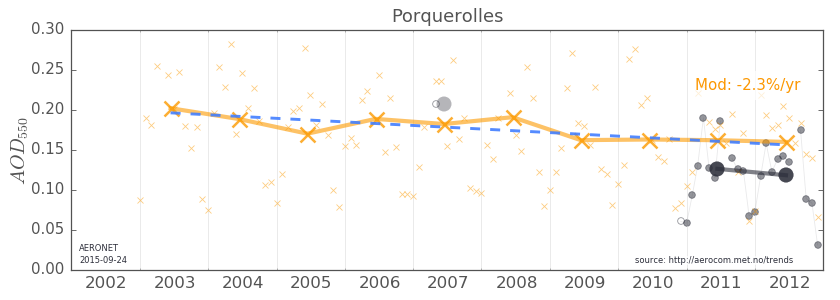 Porquerolles
0.30
0.25
0.20
0.15
0.10
0.05
0.00
AOD550
Mod: -2.3%/yr
AERONET
2015-09-24
source: http://aerocom.met.no/trends
2002 2003 2004 2005 2006 2007 2008 2009 2010 2011 2012